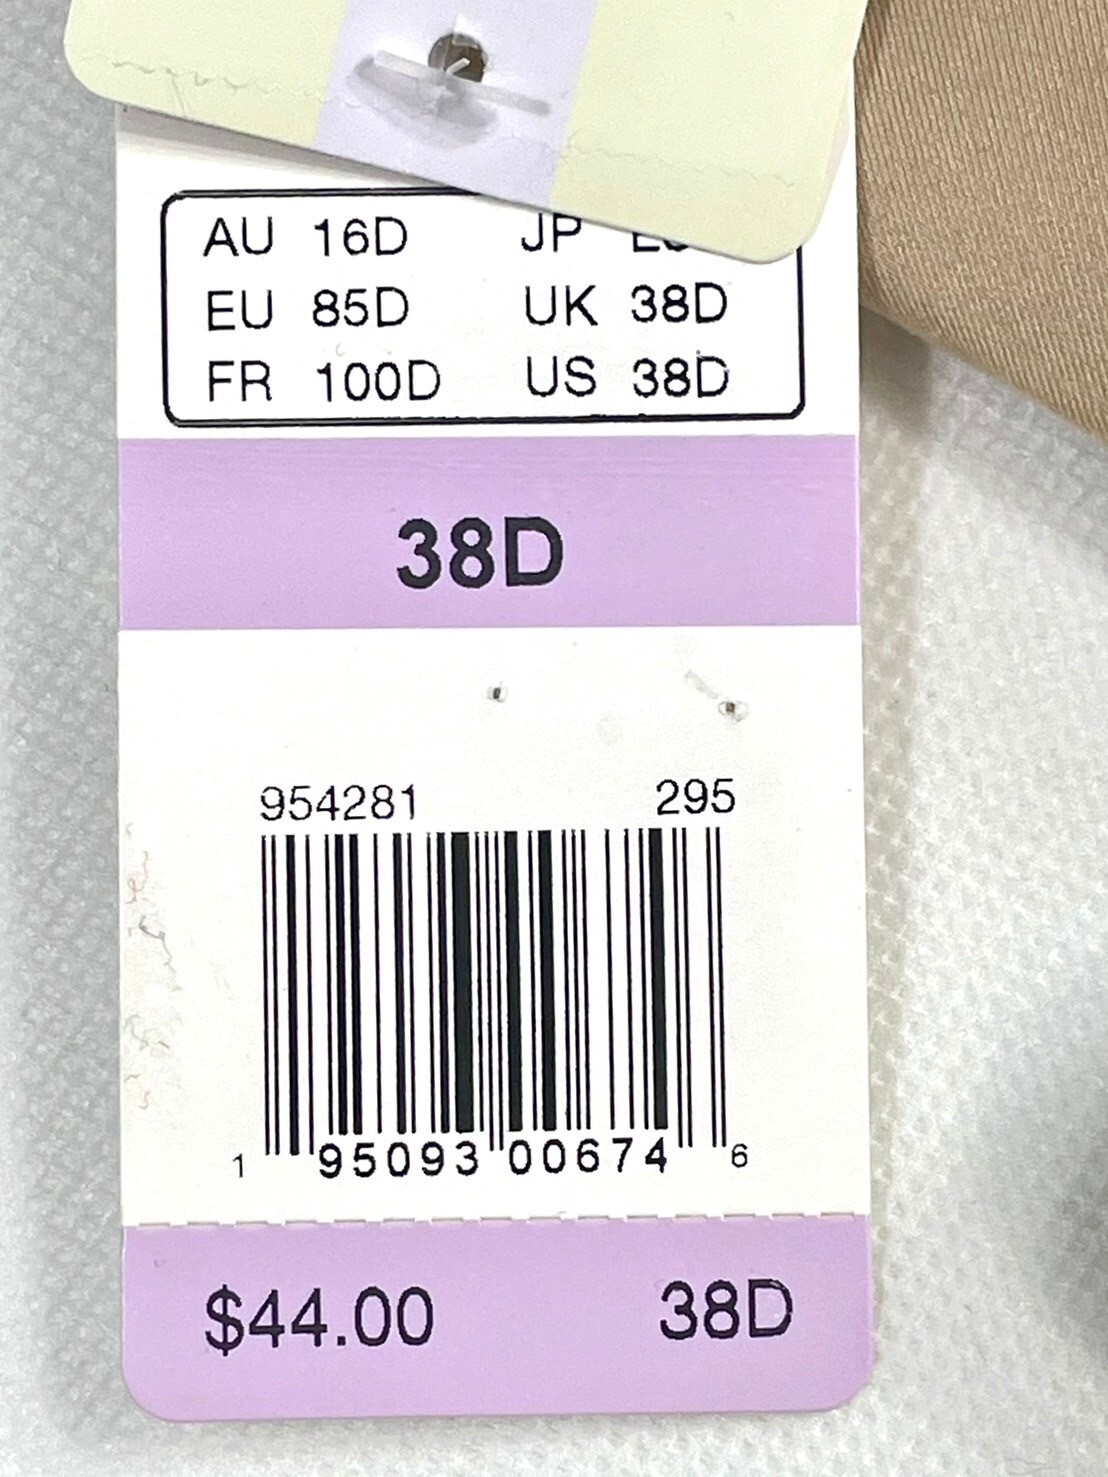 AU 16D JP
EU 85D UK 38D
FR 100D US 38D
38D
954281 295
1 95093 00674 6
$44.00 38D